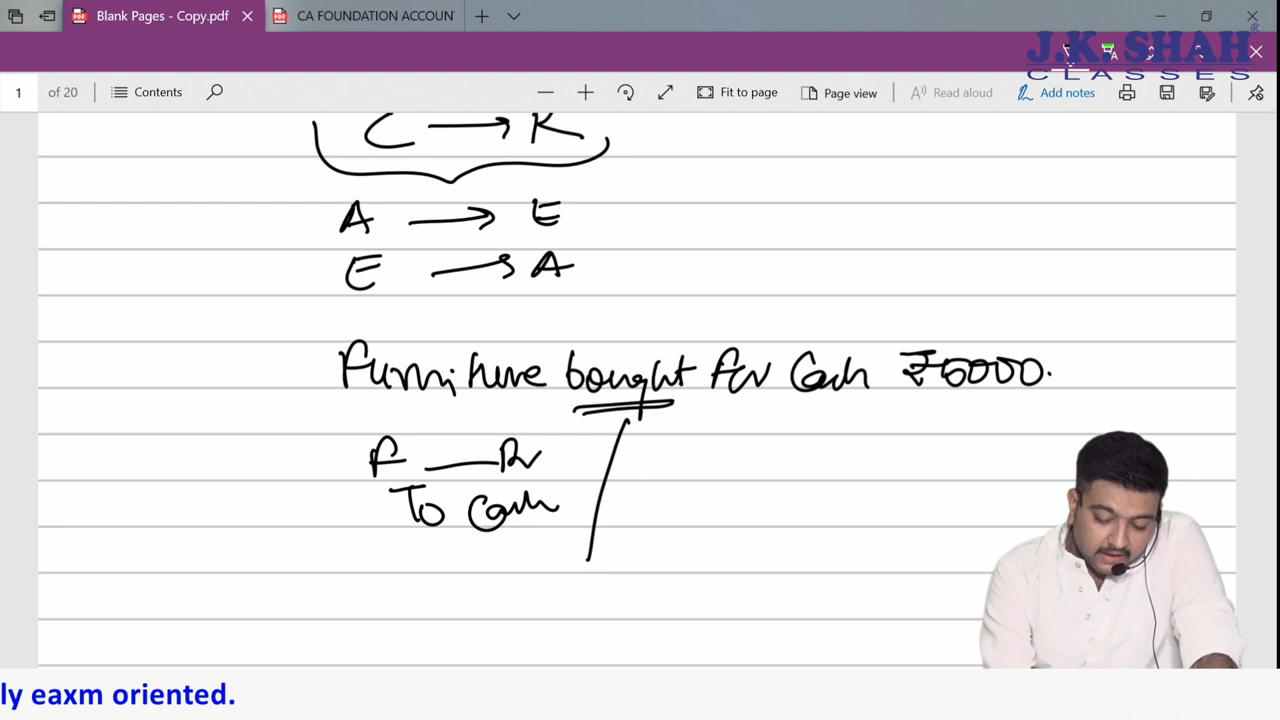 Blank Pages - Copy.pdf
CA FOUNDATION ACCOUNT
J.K. SHAH®
CLASSES
1 of 20 Contents Fit to page Page view Read aloud Add notes
C → R
A → E
E → A
Furniture bought for Cash ₹5000.
F — Dr
To Cash
ly eaxm oriented.